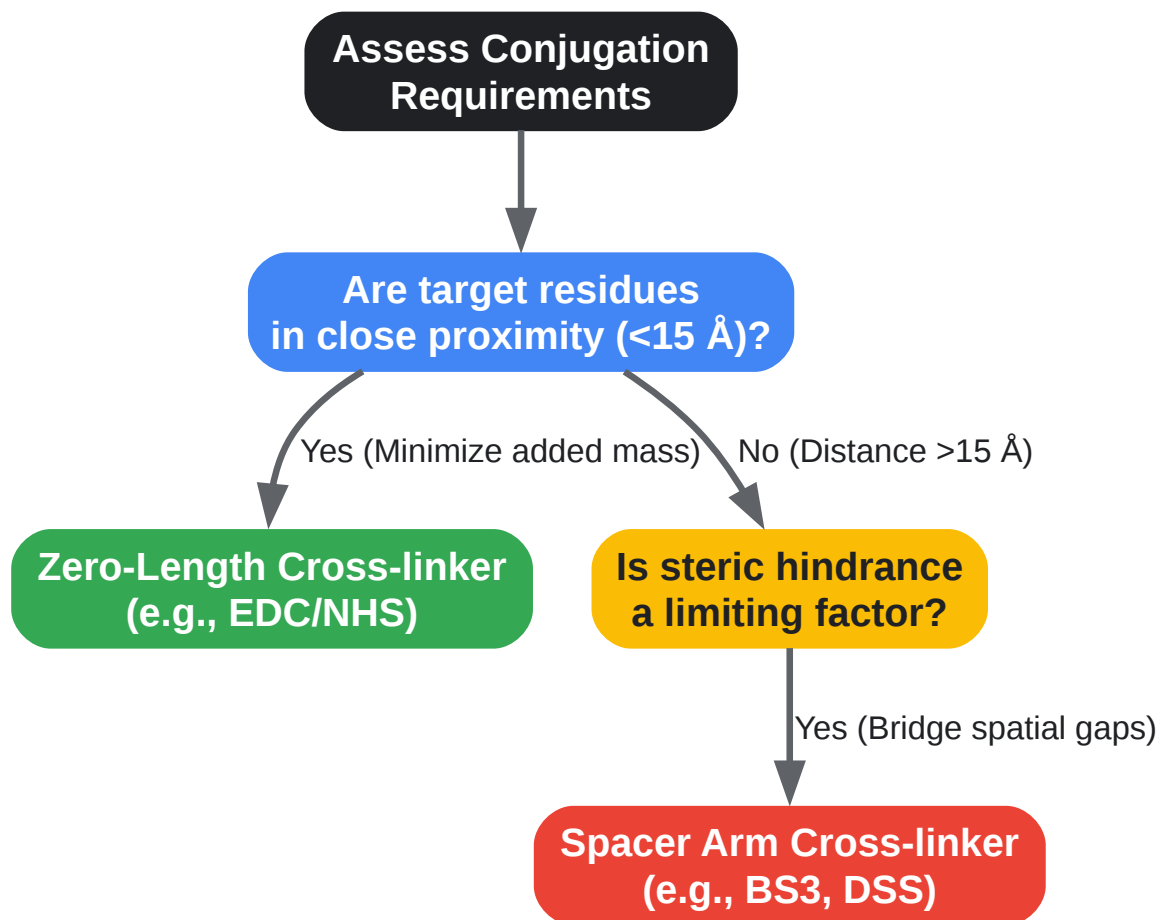 Assess Conjugation
Requirements
Are target residues
in close proximity (<15 Å)?
Yes (Minimize added mass)
No (Distance >15 Å)
Zero-Length Cross-linker
(e.g., EDC/NHS)
Is steric hindrance
a limiting factor?
Yes (Bridge spatial gaps)
Spacer Arm Cross-linker
(e.g., BS3, DSS)